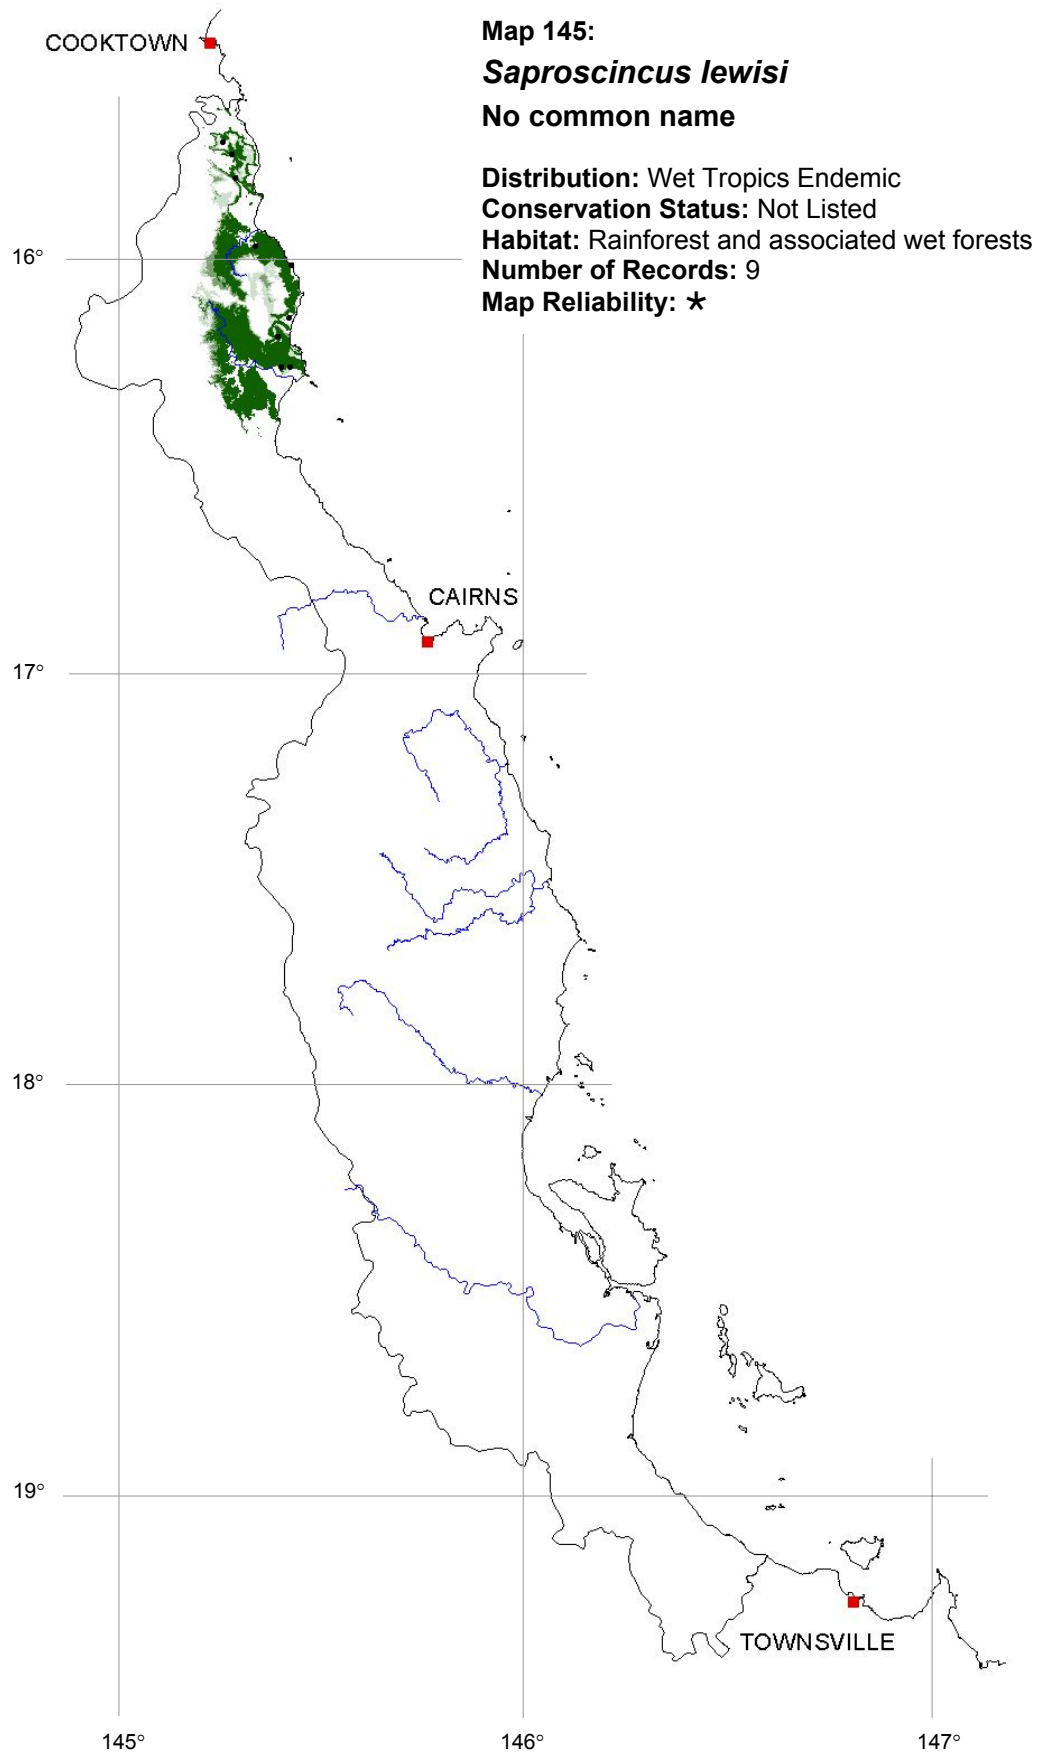 Map 145:
Saproscincus lewisi
No common name
Distribution: Wet Tropics Endemic
Conservation Status: Not Listed
Habitat: Rainforest and associated wet forests
Number of Records: 9
Map Reliability: ★
COOKTOWN
16°
CAIRNS
17°
18°
19°
TOWNSVILLE
145°
146°
147°